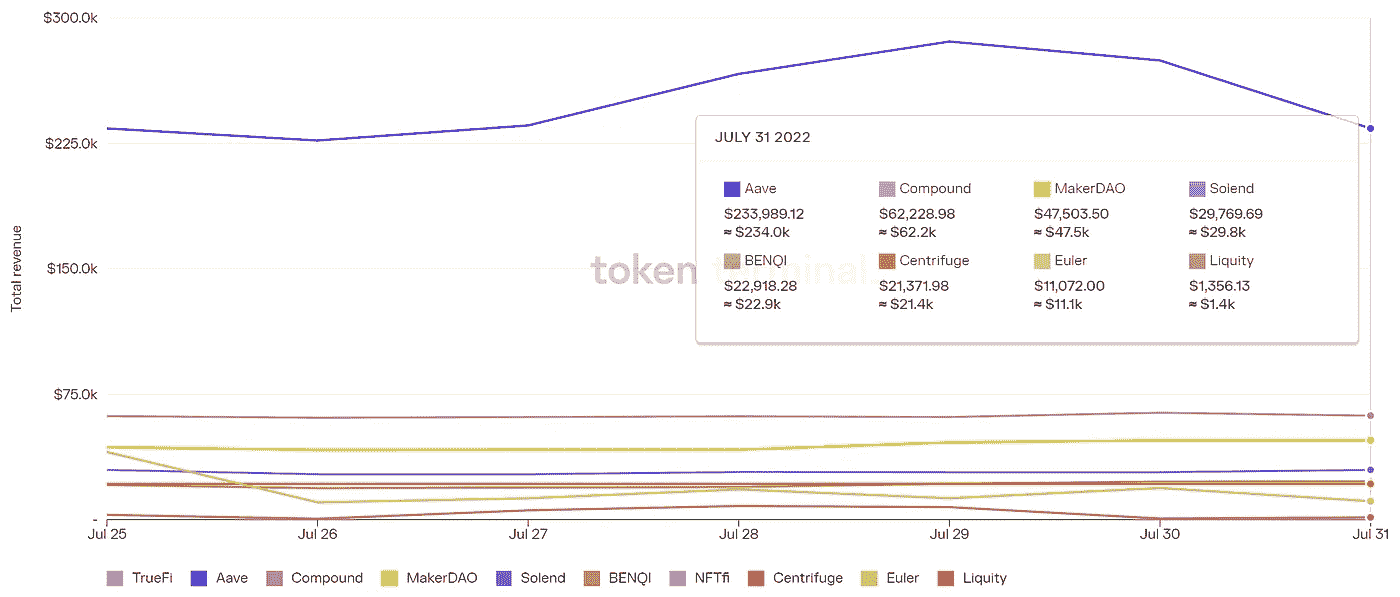 $300.0k
$225.0k
$150.0k
$75.0k
-
Total revenue
token terminal
JULY 31 2022
Aave Compound MakerDAO Solend
$233,989.12 $62,228.98 $47,503.50 $29,769.69
≈ $234.0k ≈ $62.2k ≈ $47.5k ≈ $29.8k
BENQI Centrifuge Euler Liquity
$22,918.28 $21,371.98 $11,072.00 $1,356.13
≈ $22.9k ≈ $21.4k ≈ $11.1k ≈ $1.4k
Jul 25 Jul 26 Jul 27 Jul 28 Jul 29 Jul 30 Jul 31
TrueFi Aave Compound MakerDAO Solend BENQI NFTfi Centrifuge Euler Liquity